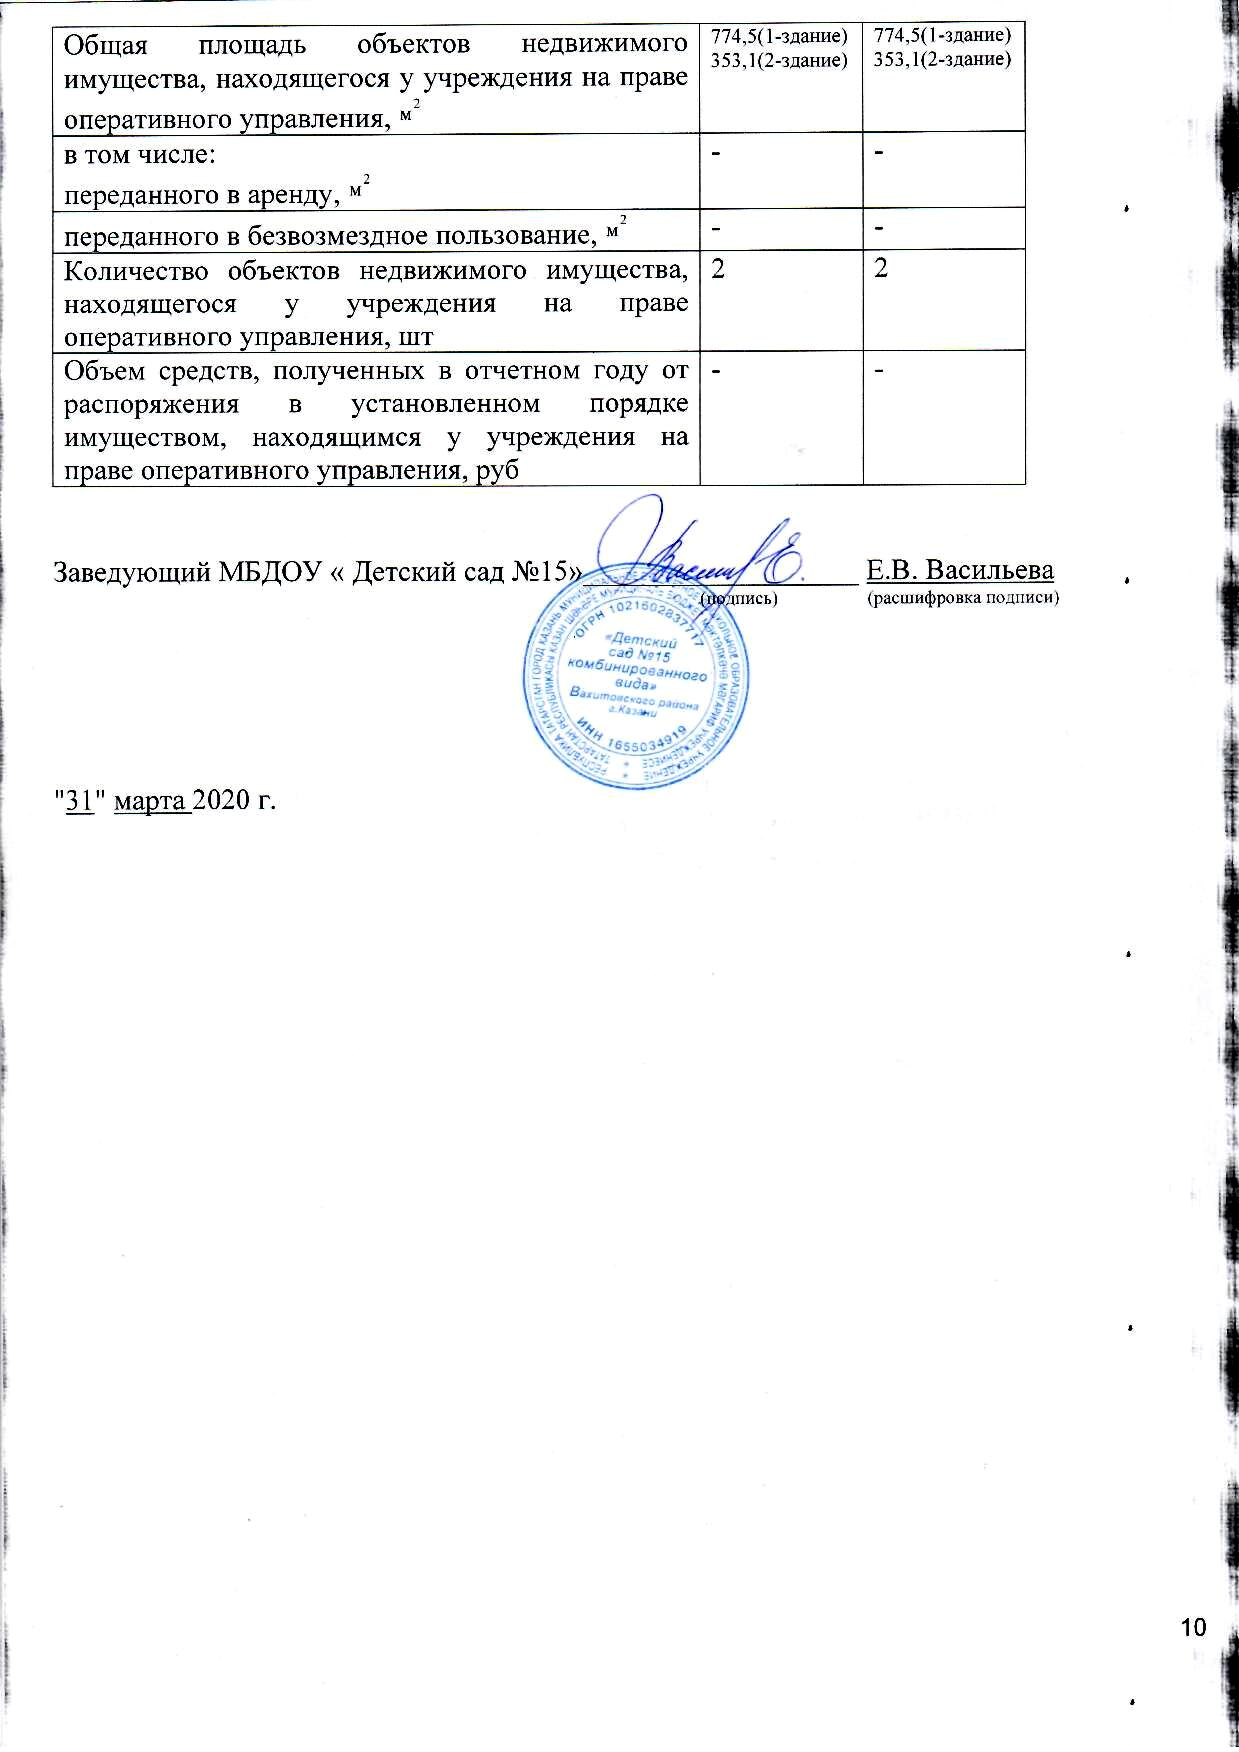 Общая площадь объектов недвижимого
имущества, находящегося у учреждения на праве
оперативного управления, м²
774,5(1-здание)
353,1(2-здание)
774,5(1-здание)
353,1(2-здание)
в том числе:
переданного в аренду, м²
-
-
переданного в безвозмездное пользование, м²
-
-
Количество объектов недвижимого имущества,
находящегося у учреждения на праве
оперативного управления, шт
2
2
Объем средств, полученных в отчетном году от
распоряжения в установленном порядке
имуществом, находящимся у учреждения на
праве оперативного управления, руб
-
-
Заведующий МБДОУ « Детский сад №15» Е.В. Васильева
(подпись) (расшифровка подписи)
ОГРН 1021602837717
«Детский
сад №15
комбинированного
вида»
Вахитовского района
г.Казани
ИНН 1655034919
"31" марта 2020 г.
10